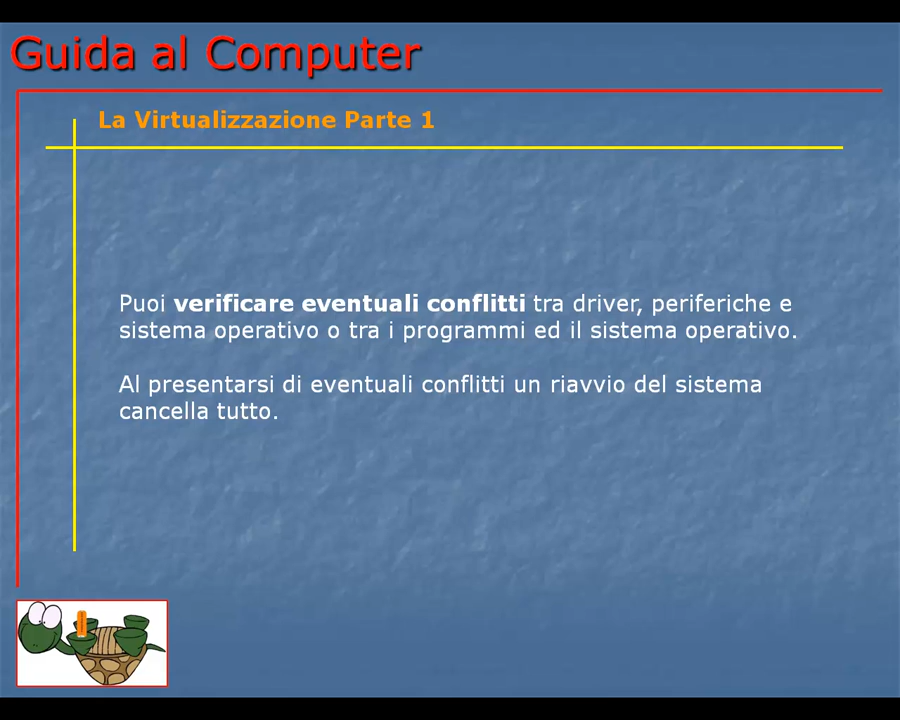 Guida al Computer
La Virtualizzazione Parte 1
Puoi verificare eventuali conflitti tra driver, periferiche e
sistema operativo o tra i programmi ed il sistema operativo.
Al presentarsi di eventuali conflitti un riavvio del sistema
cancella tutto.